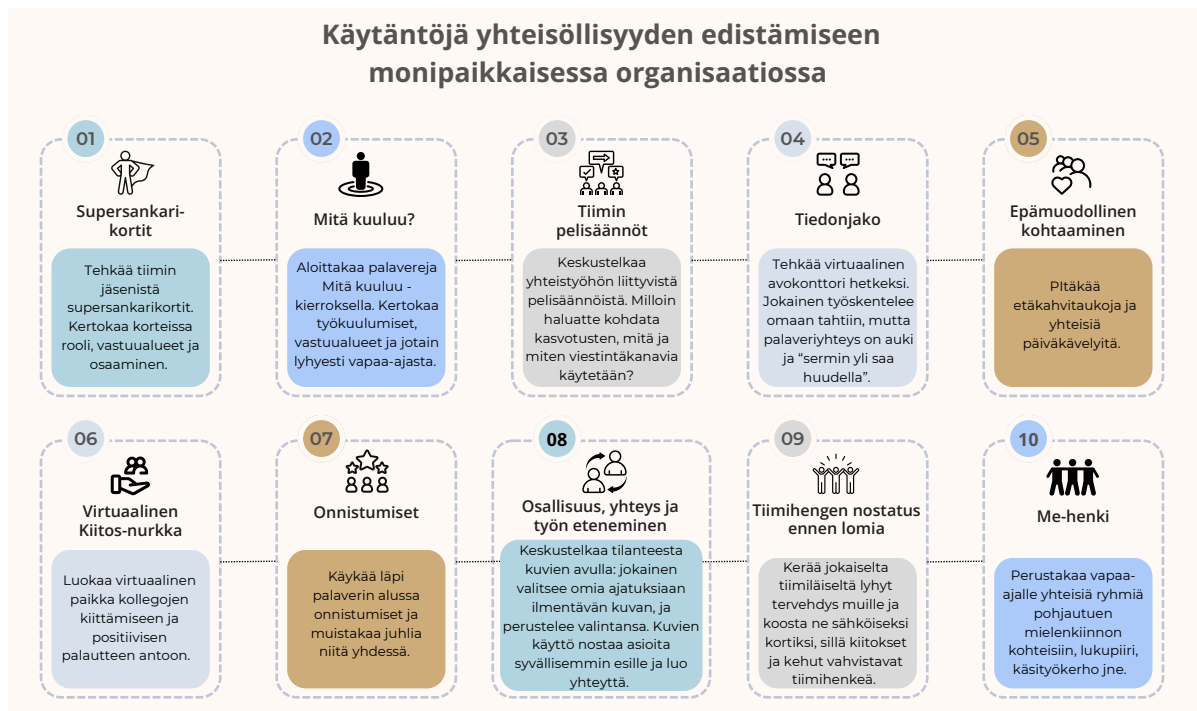 Käytäntöjä yhteisöllisyyden edistämiseen
monipaikkaisessa organisaatiossa
01
Supersankari-
kortit
Tehkää tiimin
jäsenistä
supersankarikortit.
Kertokaa korteissa
rooli, vastuualueet ja
osaaminen.
02
Mitä kuuluu?
Aloittakaa palavereja
Mitä kuuluu -
kierroksella. Kertokaa
työkuulumiset,
vastuualueet ja jotain
lyhyesti vapaa-ajasta.
03
Tiimin
pelisäännöt
Keskustelkaa
yhteistyöhön liittyvistä
pelisäännöistä. Milloin
haluatte kohdata
kasvotusten, mitä ja
miten viestintäkanavia
käytetään?
04
Tiedonjako
Tehkää virtuaalinen
avokonttori hetkeksi.
Jokainen työskentelee
omaan tahtiin, mutta
palaveriyhteys on auki
ja “sermin yli saa
huudella”.
05
Epämuodollinen
kohtaaminen
PItäkää
etäkahvitaukoja ja
yhteisiä
päiväkävelyitä.
06
Virtuaalinen
Kiitos-nurkka
Luokaa virtuaalinen
paikka kollegojen
kiittämiseen ja
positiivisen
palautteen antoon.
07
Onnistumiset
Käykää läpi
palaverin alussa
onnistumiset ja
muistakaa juhlia
niitä yhdessä.
08
Osallisuus, yhteys ja
työn eteneminen
Keskustelkaa tilanteesta
kuvien avulla: jokainen
valitsee omia ajatuksiaan
ilmentävän kuvan, ja
perustelee valintansa. Kuvien
käyttö nostaa asioita
syvällisemmin esille ja luo
yhteyttä.
09
Tiimihengen nostatus
ennen lomia
Kerää jokaiselta
tiimiläiseltä lyhyt
tervehdys muille ja
koosta ne sähköiseksi
kortiksi, sillä kiitokset
ja kehut vahvistavat
tiimihenkeä.
10
Me-henki
Perustakaa vapaa-
ajalle yhteisiä ryhmiä
pohjautuen
mielenkiinnon
kohteisiin, lukupiiri,
käsityökerho jne.